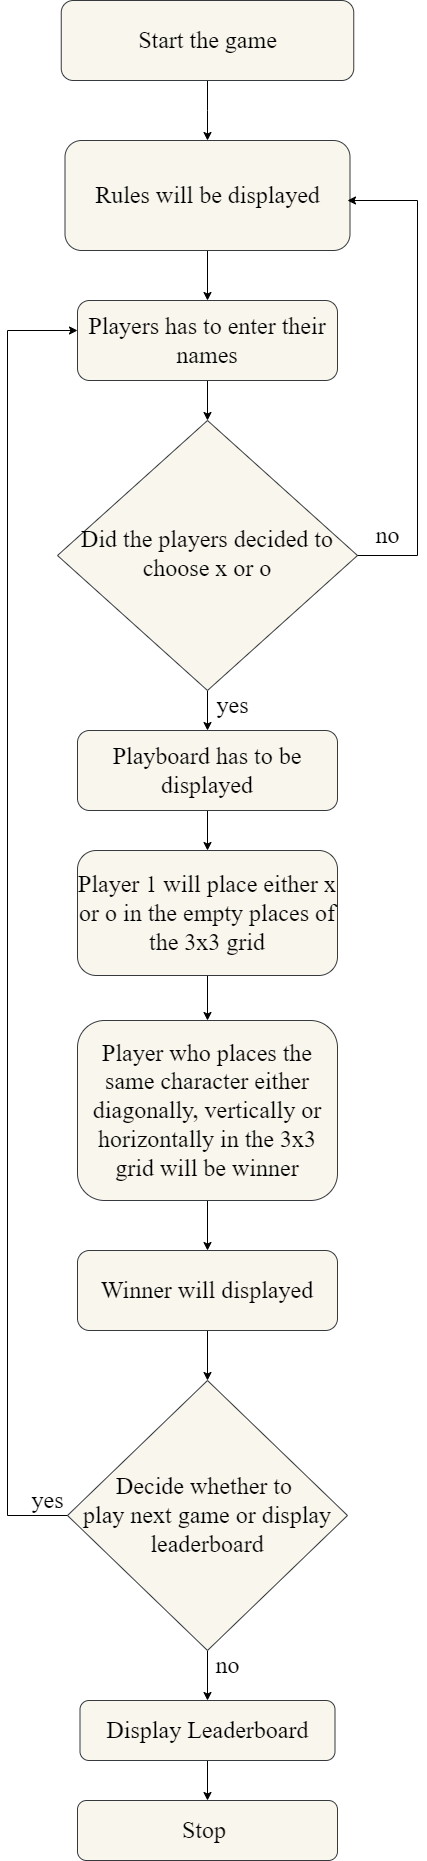 Start the game
Rules will be displayed
Players has to enter their
names
Did the players decided to
choose x or o
no
yes
Playboard has to be
displayed
Player 1 will place either x
or o in the empty places of
the 3x3 grid
Player who places the
same character either
diagonally, vertically or
horizontally in the 3x3
grid will be winner
Winner will displayed
Decide whether to
play next game or display
leaderboard
yes
no
Display Leaderboard
Stop